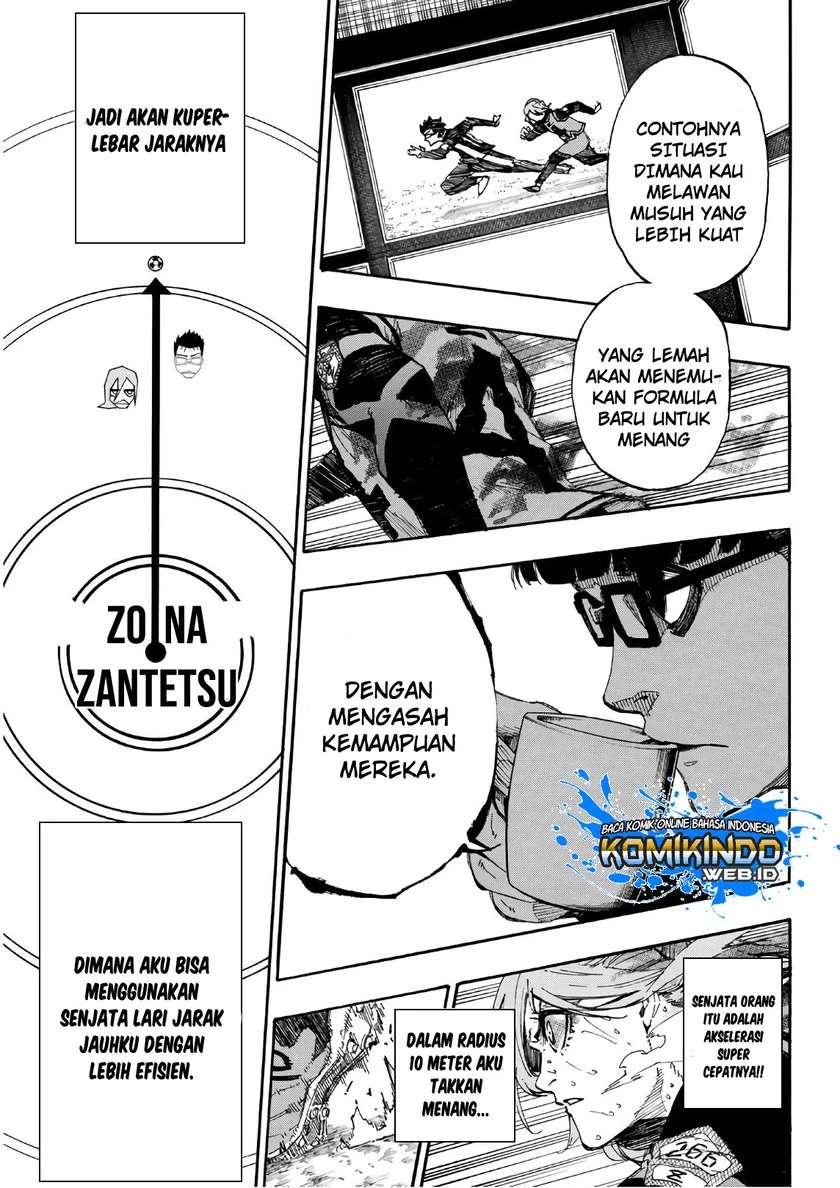 CONTOHNYA
SITUASI
DIMANA KAU
MELAWAN
MUSUH YANG
LEBIH KUAT
YANG LEMAH
AKAN MENEMU-
KAN FORMULA
BARU UNTUK
MENANG
DENGAN
MENGASAH
KEMAMPUAN
MEREKA.
BACA KOMIK ONLINE BAHASA INDONESIA
KOMIKINDO
.WEB.ID
SENJATA ORANG
ITU ADALAH
AKSELERASI
SUPER
CEPATNYA!!
266
DALAM RADIUS
10 METER AKU
TAKKAN
MENANG...
JADI AKAN KUPER-
LEBAR JARAKNYA
ZONA
ZANTETSU
DIMANA AKU BISA
MENGGUNAKAN
SENJATA LARI JARAK
JAUHKU DENGAN
LEBIH EFISIEN.